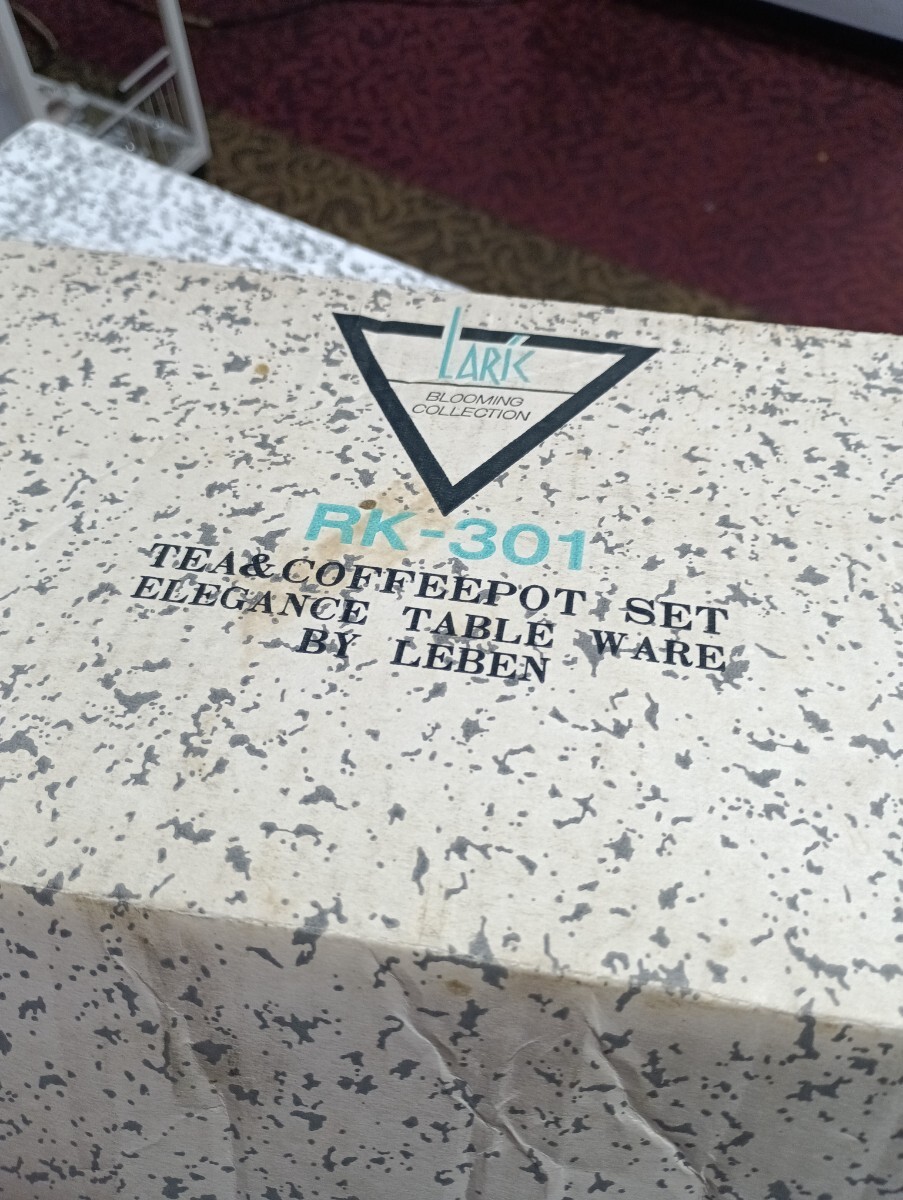 LARIC
BLOOMING
COLLECTION
RK-301
TEA&COFFEEPOT SET
ELEGANCE TABLE WARE
BY LEBEN